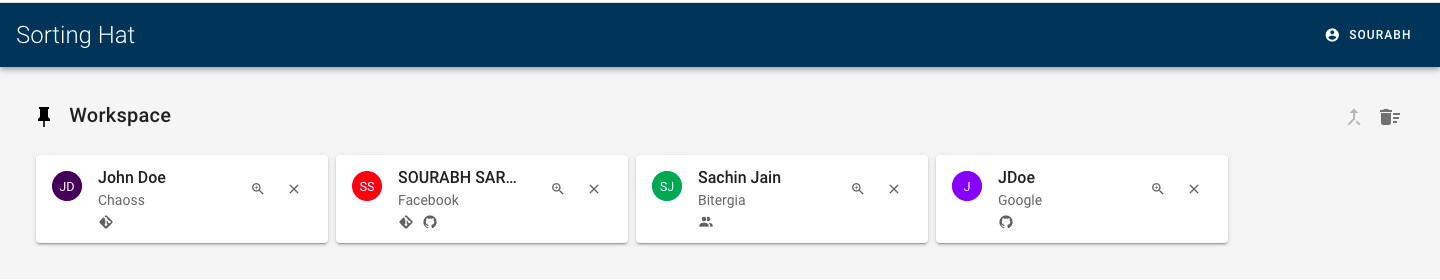 Sorting Hat
SOURABH
Workspace
JD
John Doe
Chaoss
SS
SOURABH SAR...
Facebook
SJ
Sachin Jain
Bitergia
J
JDoe
Google